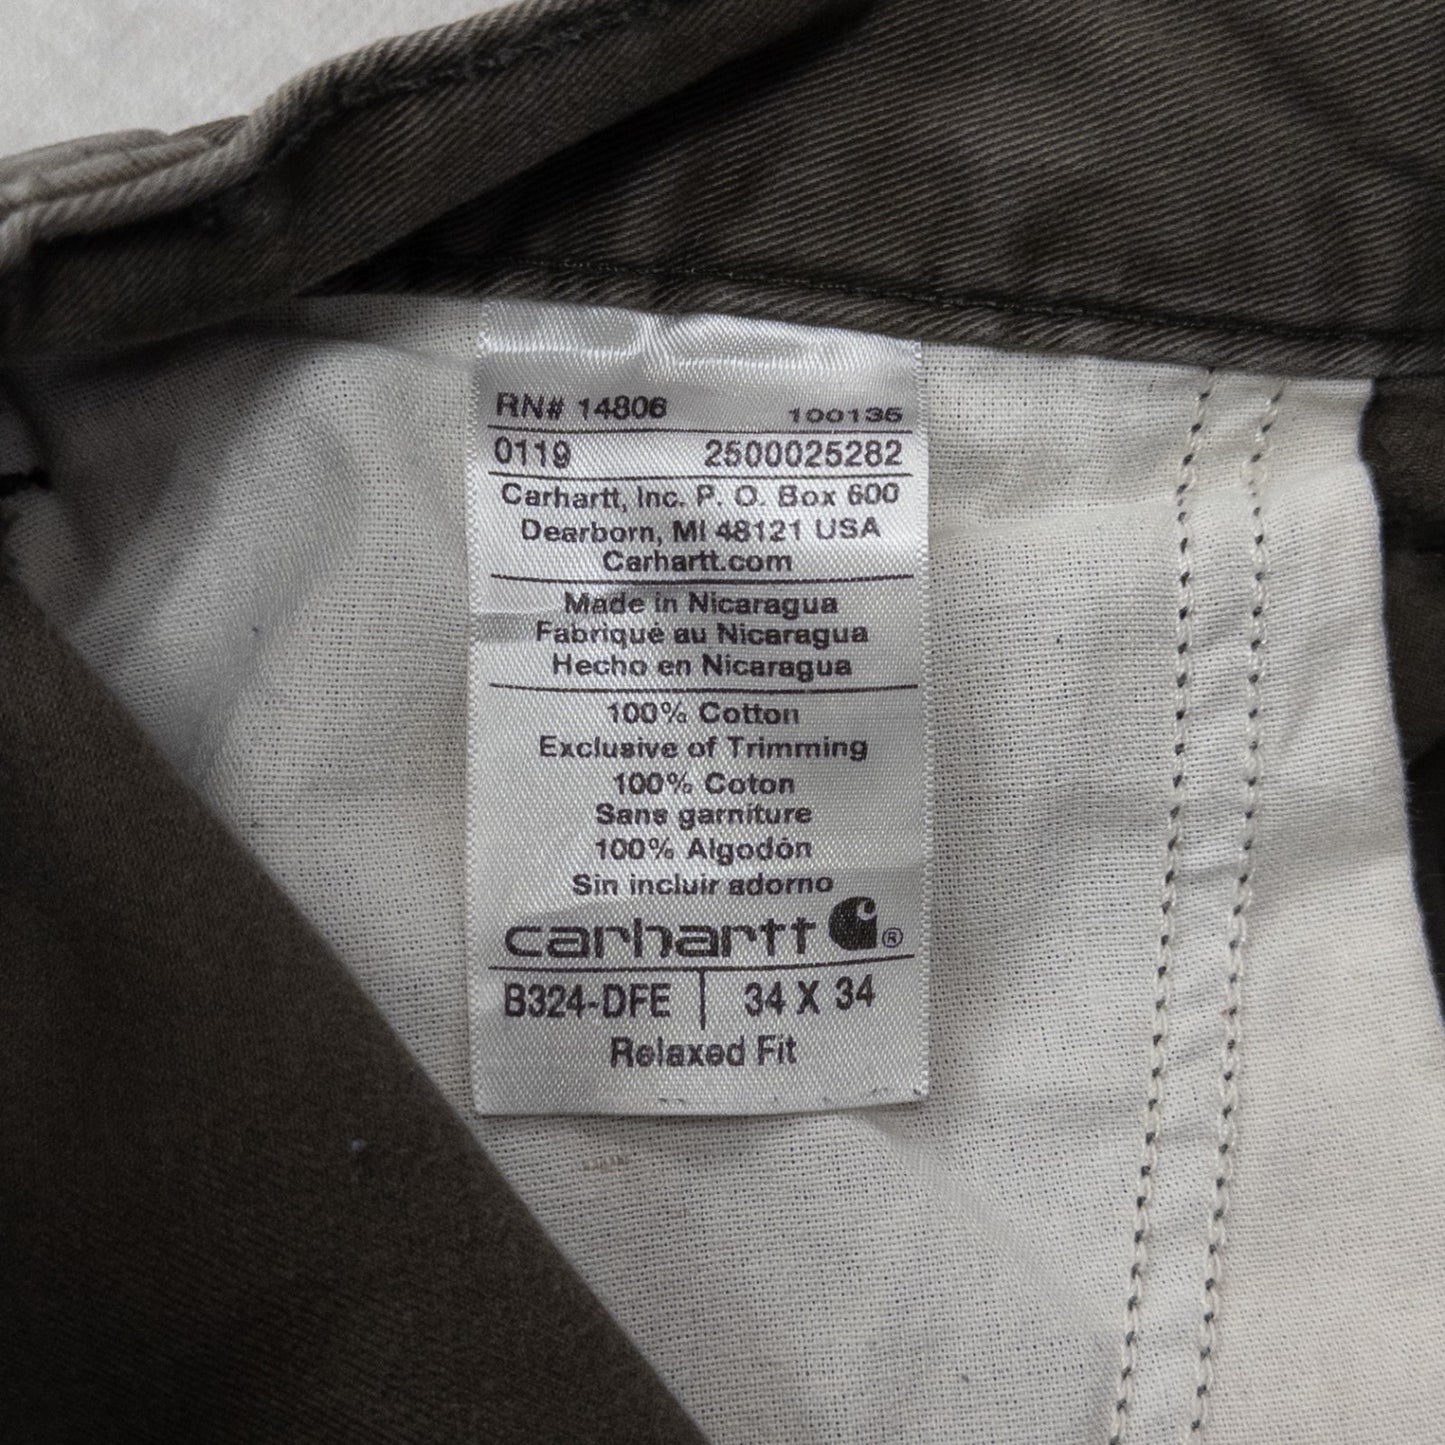 RN# 14806 100135
0119 2500025282
Carhartt, Inc. P. O. Box 600
Dearborn, MI 48121 USA
Carhartt.com
Made in Nicaragua
Fabriqué au Nicaragua
Hecho en Nicaragua
100% Cotton
Exclusive of Trimming
100% Coton
Sans garniture
100% Algodón
Sin incluir adorno
carhartt ®
B324-DFE | 34 X 34
Relaxed Fit